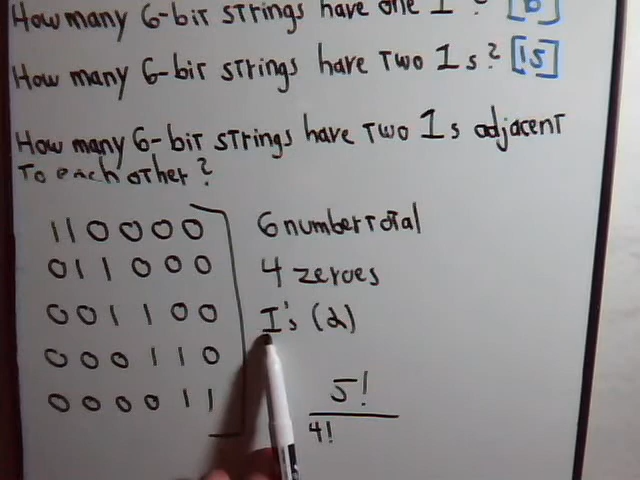 How many 6-bit strings have one 1? [6]
How many 6-bit strings have Two 1s? [15]
How many 6-bit strings have Two 1s adjacent
To each other?
110000
011000
001100
000110
000011
6 number Total
4 zeroes
1's (2)
5!
4!